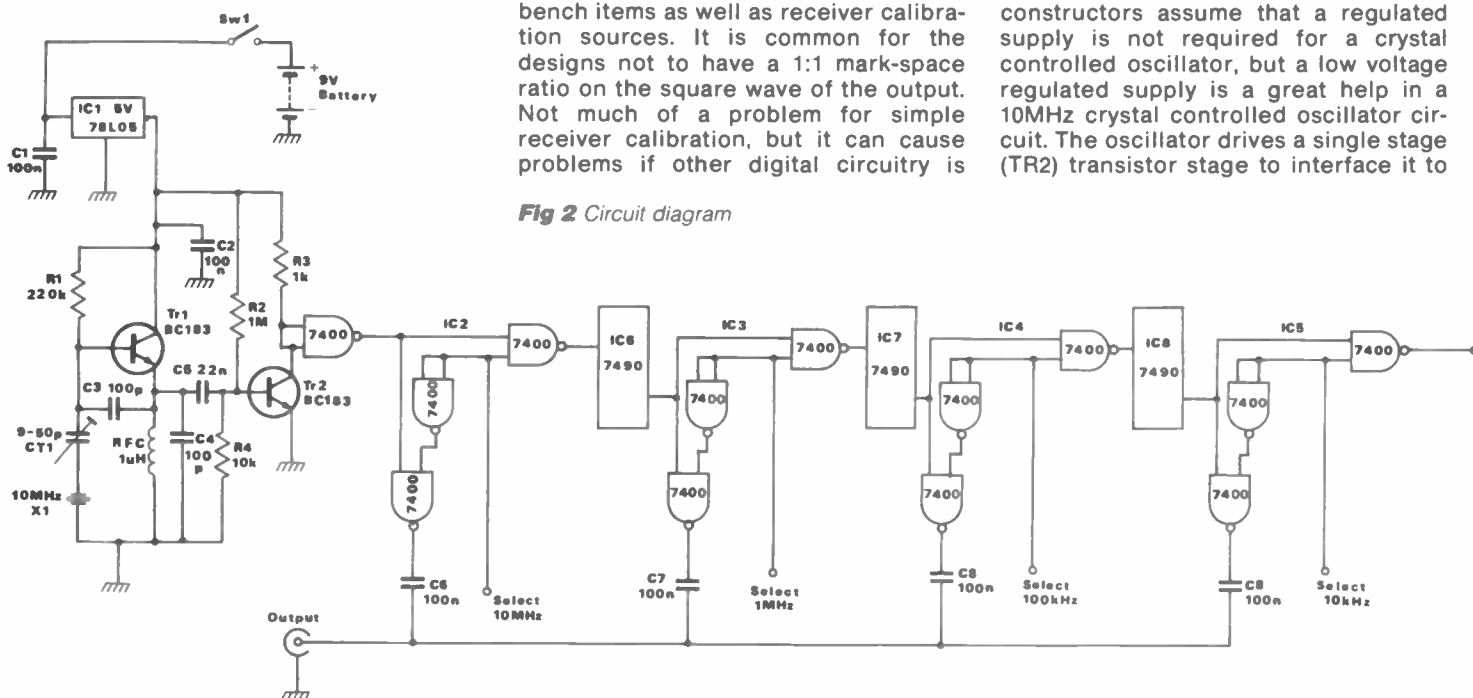 bench items as well as receiver calibra-
tion sources. It is common for the
designs not to have a 1:1 mark-space
ratio on the square wave of the output.
Not much of a problem for simple
receiver calibration, but it can cause
problems if other digital circuitry is
constructors assume that a regulated
supply is not required for a crystal
controlled oscillator, but a low voltage
regulated supply is a great help in a
10MHz crystal controlled oscillator cir-
cuit. The oscillator drives a single stage
(TR2) transistor stage to interface it to
Fig 2 Circuit diagram
Sw1
+
9V
Battery
-
IC1 5V
78L05
C1
100n
C2
100
n
R1
220k
Tr1
BC183
R2
1M
R3
1k
C3 100p
C5 22n
Tr2
BC183
9-50p
CT1
RFC
1uH
C4
100
p
R4
10k
10MHz
X1
7400
IC2
7400
7400
7400
C6
100n
Select
10MHz
IC6
7490
IC3
7400
7400
7400
C7
100n
Select
1MHz
IC7
7490
IC4
7400
7400
7400
C8
100n
Select
100kHz
IC8
7490
IC5
7400
7400
7400
100n
Select
10kHz
Output